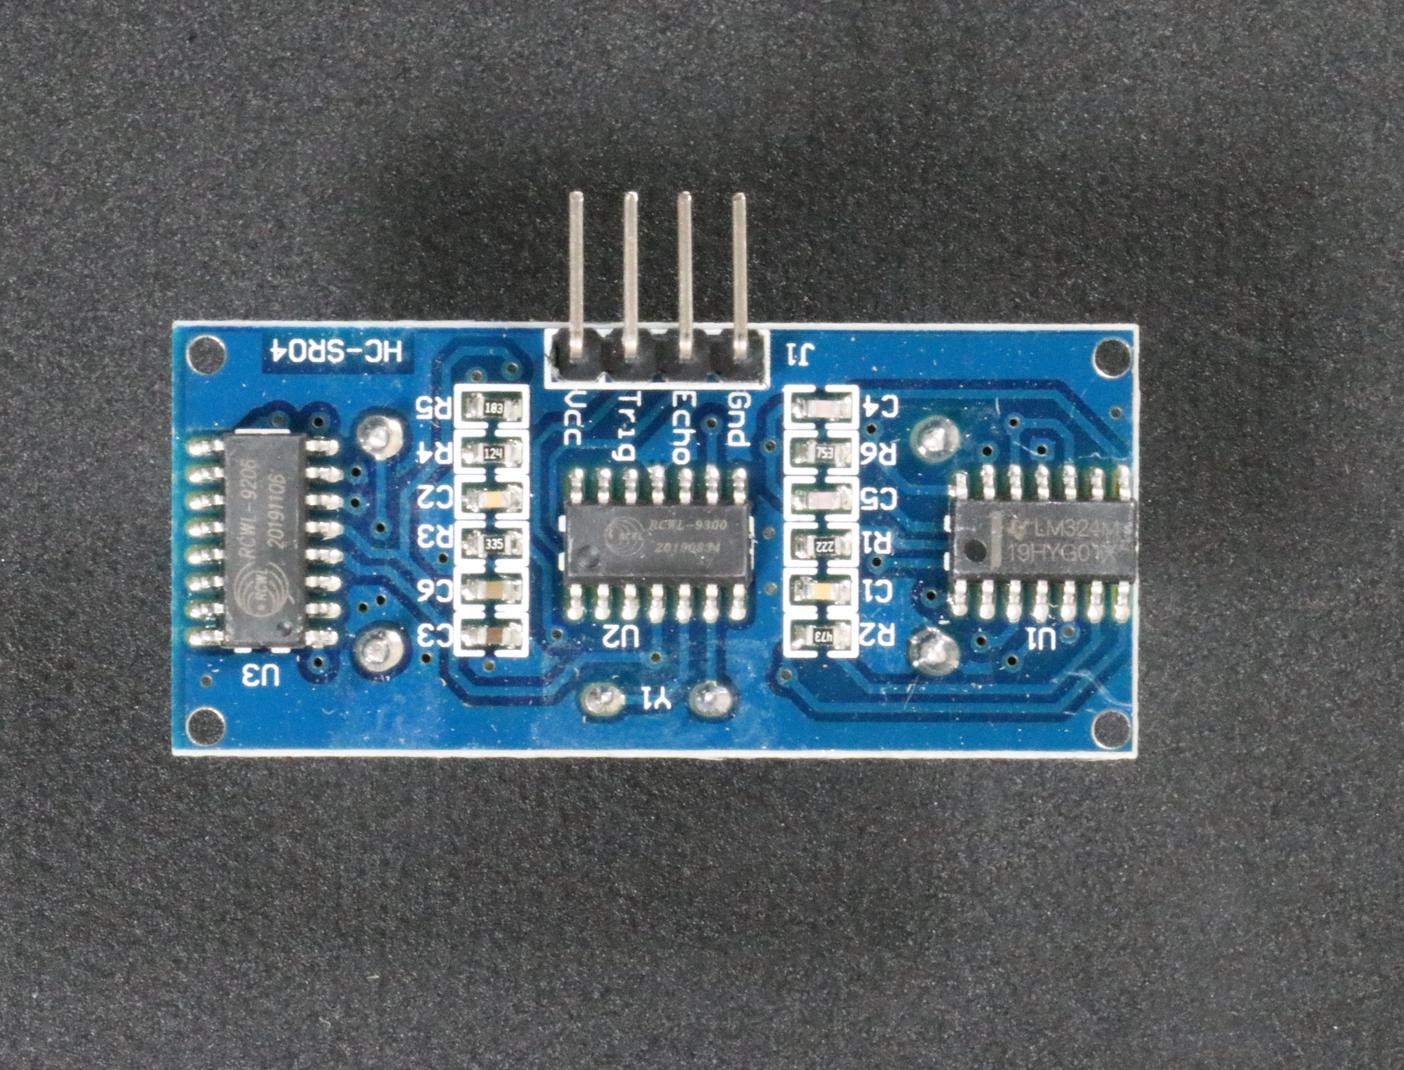 HC-SR04
J1
Vcc
Trig
Echo
Gnd
R5
183
R4
124
C2
R3
335
C6
C3
C4
R6
753
C5
R1
222
C1
R2
473
RCWL-9206
20191106
RCWL
U3
RCWL-9300
U2
LM324M
U1
Y1